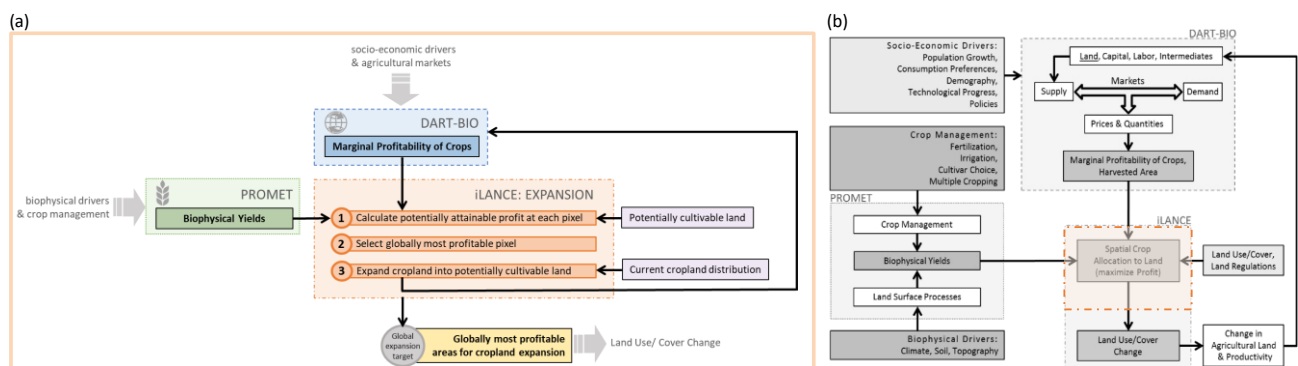 (a)
socio-economic drivers
& agricultural markets
DART-BIO
Marginal Profitability of Crops
biophysical drivers
& crop management
PROMET
Biophysical Yields
iLANCE: EXPANSION
1 Calculate potentially attainable profit at each pixel
Potentially cultivable land
2 Select globally most profitable pixel
3 Expand cropland into potentially cultivable land
Current cropland distribution
Global
expansion
target
Globally most profitable
areas for cropland expansion
Land Use/ Cover Change
(b)
DART-BIO
Socio-Economic Drivers:
Population Growth,
Consumption Preferences,
Demography,
Technological Progress,
Policies
Land, Capital, Labor, Intermediates
Markets
Supply
Demand
Prices & Quantities
Marginal Profitability of Crops,
Harvested Area
Crop Management:
Fertilization,
Irrigation,
Cultivar Choice,
Multiple Cropping
PROMET
Crop Management
Biophysical Yields
Land Surface Processes
Biophysical Drivers:
Climate, Soil, Topography
iLANCE
Spatial Crop
Allocation to Land
(maximize Profit)
Land Use/Cover,
Land Regulations
Land Use/Cover
Change
Change in
Agricultural Land
& Productivity